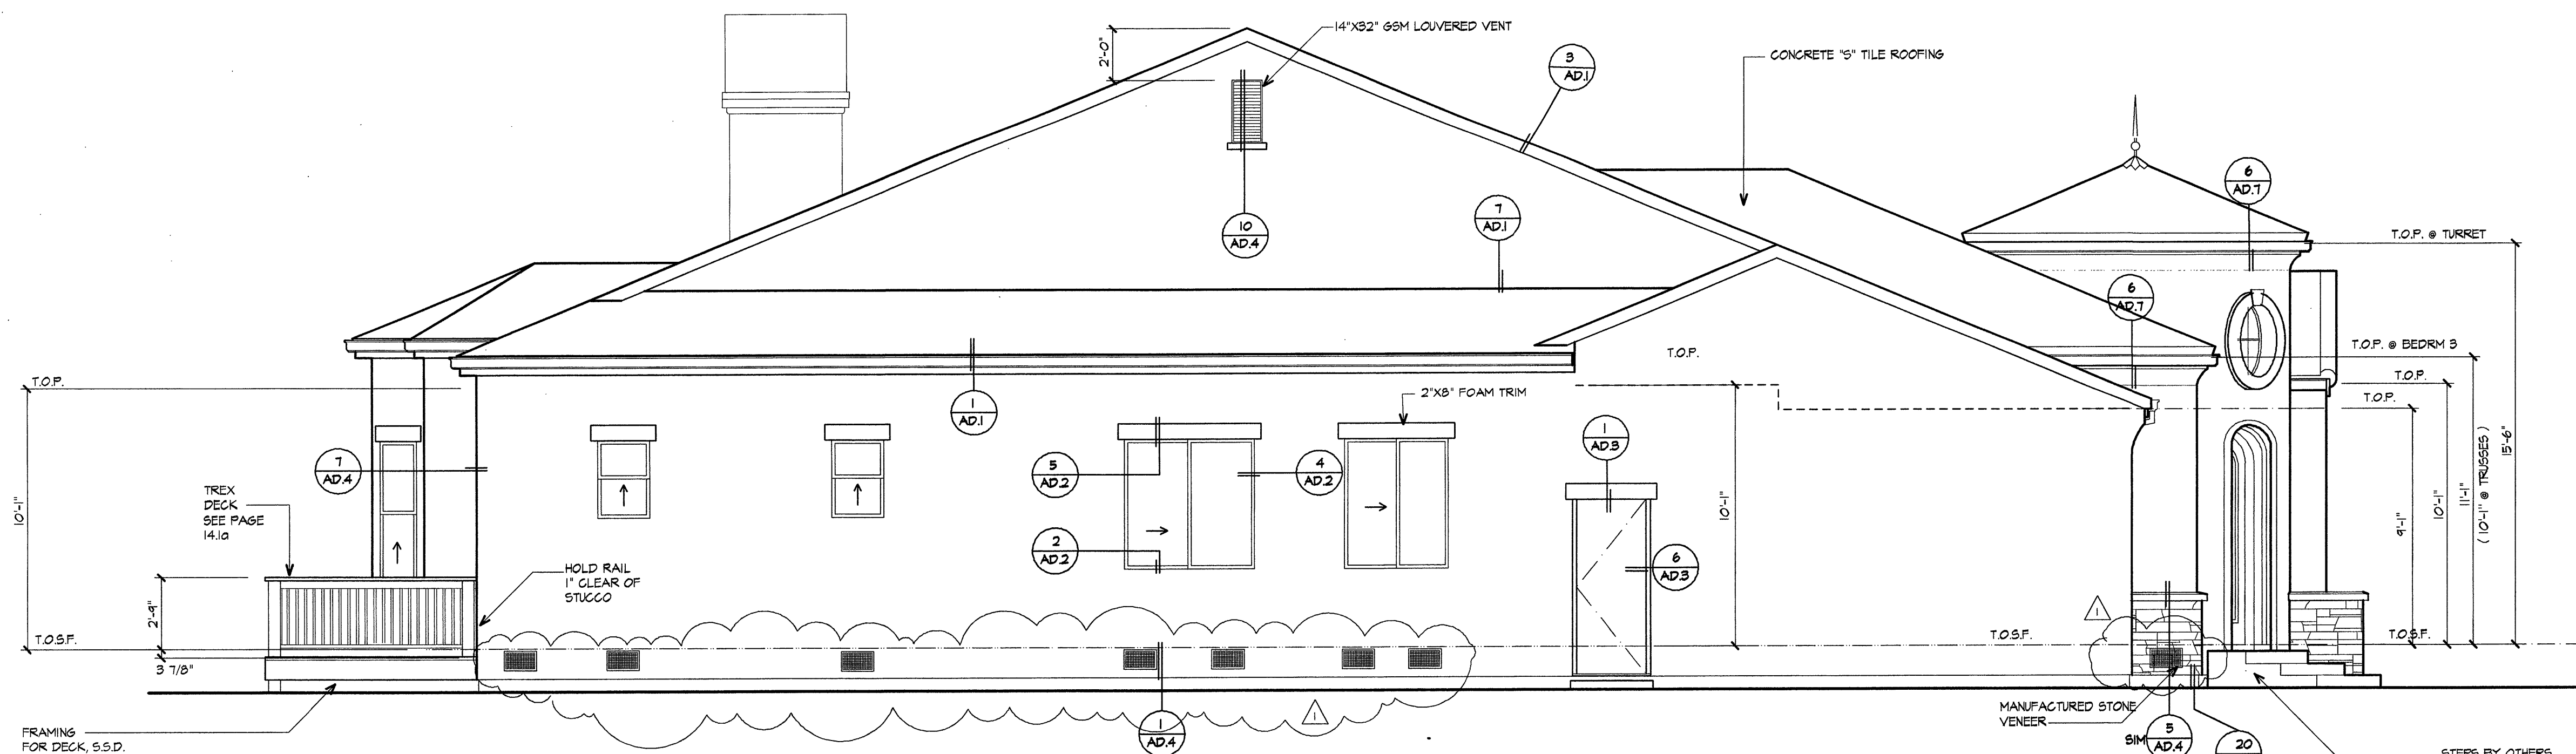 14"X32" GSM LOUVERED VENT
2'-0"
3
AD.1
CONCRETE "S" TILE ROOFING
6
AD.7
7
AD.1
10
AD.4
T.O.P. @ TURRET
6
AD.7
T.O.P. @ BEDRM 3
T.O.P.
T.O.P.
T.O.P.
T.O.P.
1
AD.1
2"X8" FOAM TRIM
1
AD.3
7
AD.4
5
AD.2
4
AD.2
10'-1"
10'-1"
9'-1"
10'-1"
11'-1"
( 10'-1" @ TRUSSES )
15'-6"
TREX
DECK
SEE PAGE
14.1a
2
AD.2
6
AD.3
HOLD RAIL
1" CLEAR OF
STUCCO
2'-9"
1
T.O.S.F.
T.O.S.F.
T.O.S.F.
3 7/8"
FRAMING
FOR DECK, S.S.D.
1
1
AD.4
MANUFACTURED STONE
VENEER
SIM
5
AD.4
20
STEPS BY OTHERS